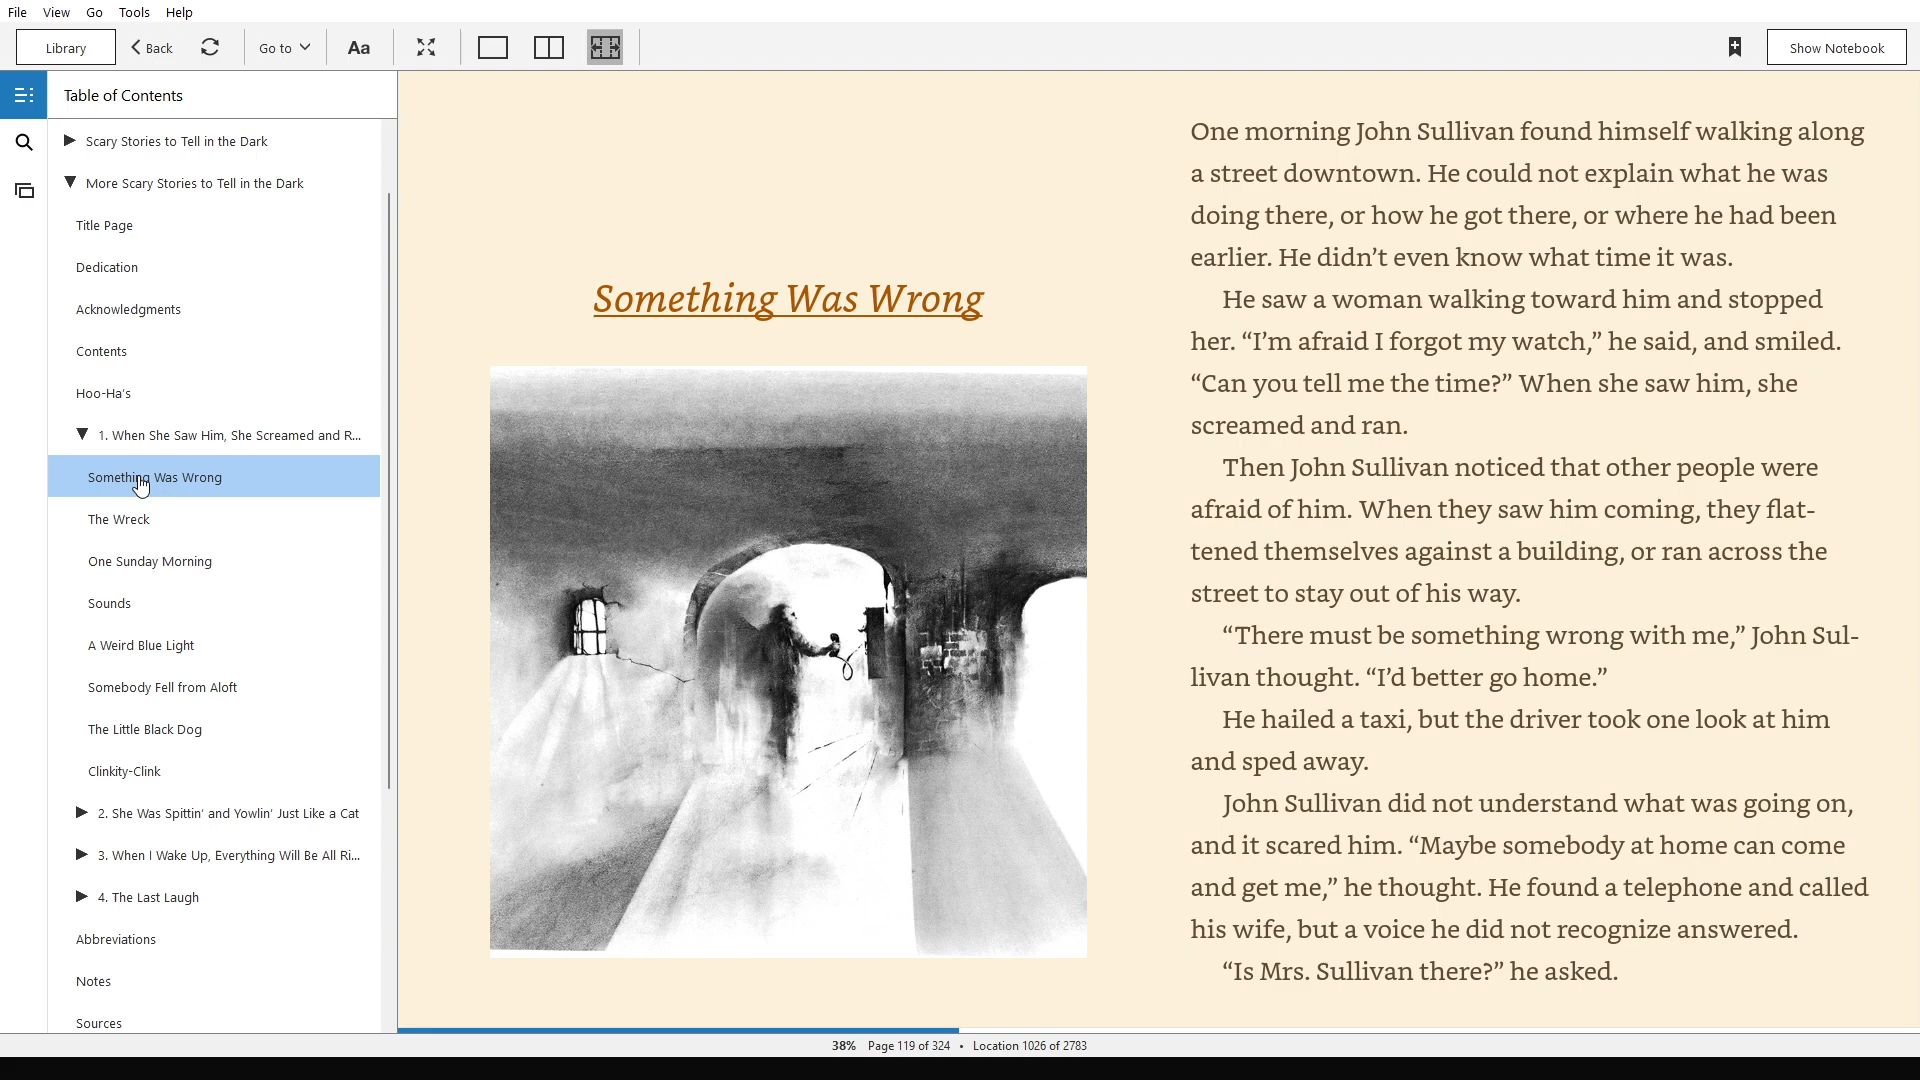 File View Go Tools Help
Library Back Go to Aa Show Notebook
Table of Contents
Scary Stories to Tell in the Dark
More Scary Stories to Tell in the Dark
Title Page
Dedication
Acknowledgments
Contents
Hoo-Ha's
1. When She Saw Him, She Screamed and R...
Something Was Wrong
The Wreck
One Sunday Morning
Sounds
A Weird Blue Light
Somebody Fell from Aloft
The Little Black Dog
Clinkity-Clink
2. She Was Spittin' and Yowlin' Just Like a Cat
3. When I Wake Up, Everything Will Be All Ri...
4. The Last Laugh
Abbreviations
Notes
Sources
Something Was Wrong
One morning John Sullivan found himself walking along
a street downtown. He could not explain what he was
doing there, or how he got there, or where he had been
earlier. He didn’t even know what time it was.
He saw a woman walking toward him and stopped
her. “I’m afraid I forgot my watch,” he said, and smiled.
“Can you tell me the time?” When she saw him, she
screamed and ran.
Then John Sullivan noticed that other people were
afraid of him. When they saw him coming, they flat-
tened themselves against a building, or ran across the
street to stay out of his way.
“There must be something wrong with me,” John Sul-
livan thought. “I’d better go home.”
He hailed a taxi, but the driver took one look at him
and sped away.
John Sullivan did not understand what was going on,
and it scared him. “Maybe somebody at home can come
and get me,” he thought. He found a telephone and called
his wife, but a voice he did not recognize answered.
“Is Mrs. Sullivan there?” he asked.
38% Page 119 of 324 • Location 1026 of 2783